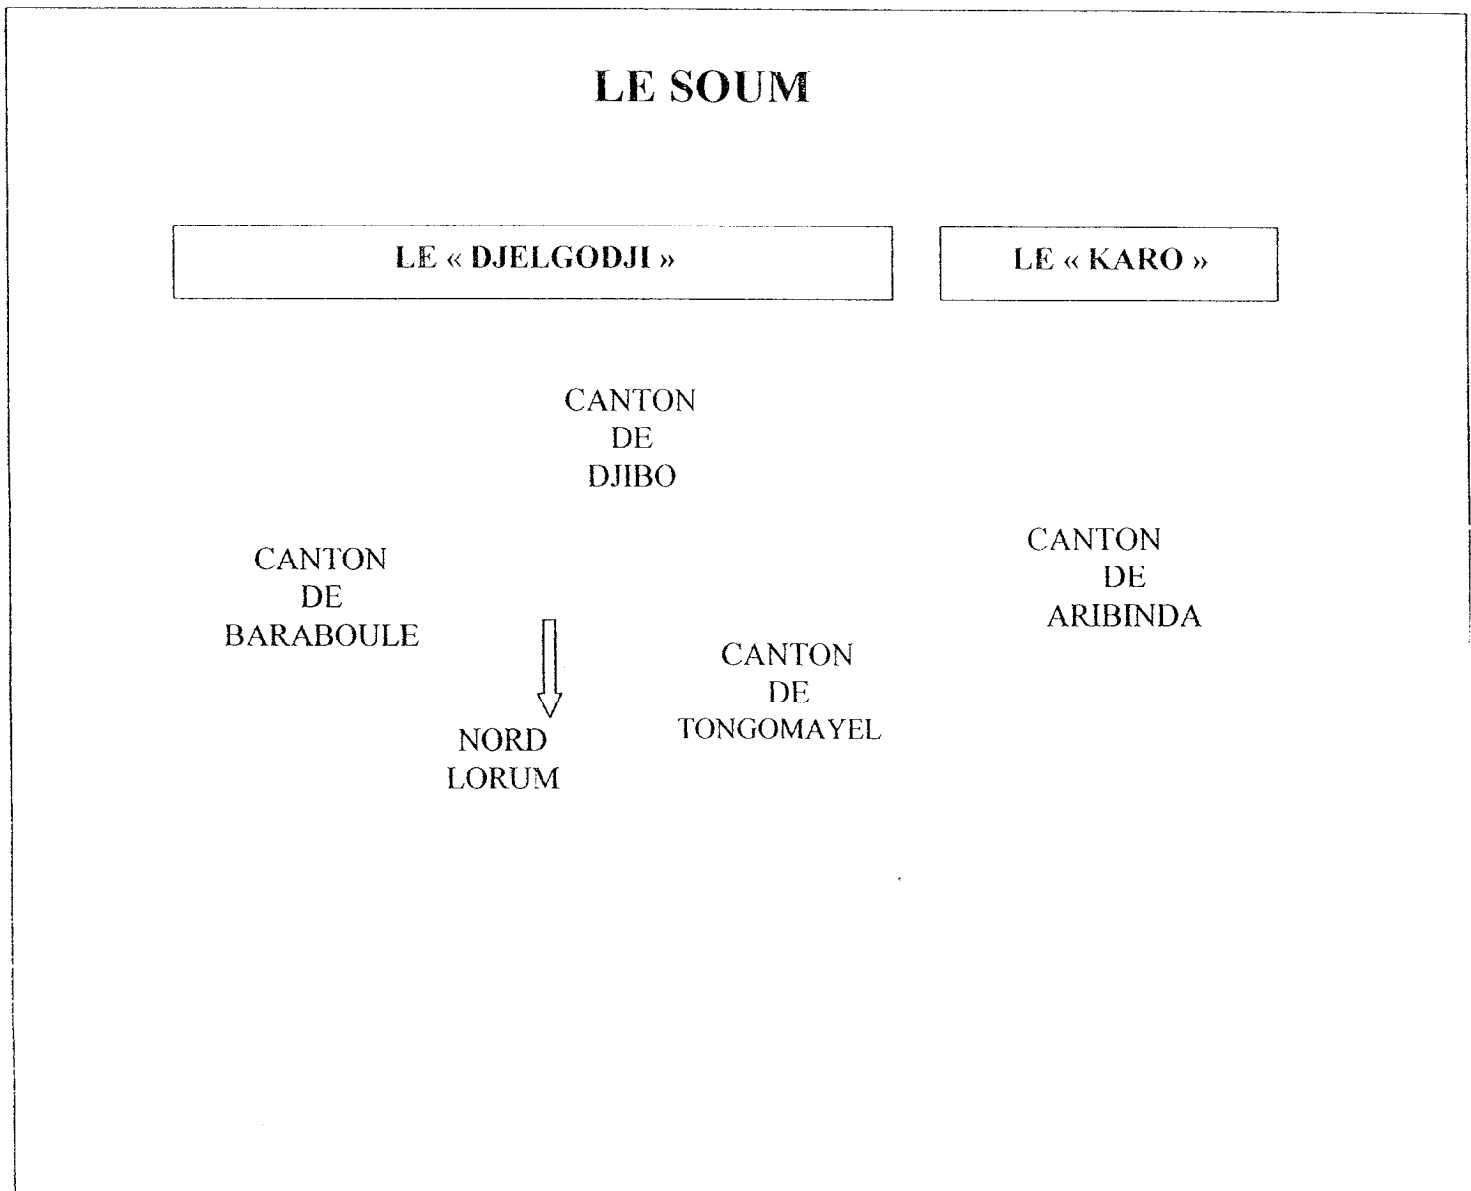 LE SOUM
LE « DJELGODJI »
LE « KARO »
CANTON
DE
DJIBO
CANTON
DE
BARABOULE
CANTON
DE
ARIBINDA
CANTON
DE
TONGOMAYEL
NORD
LORUM